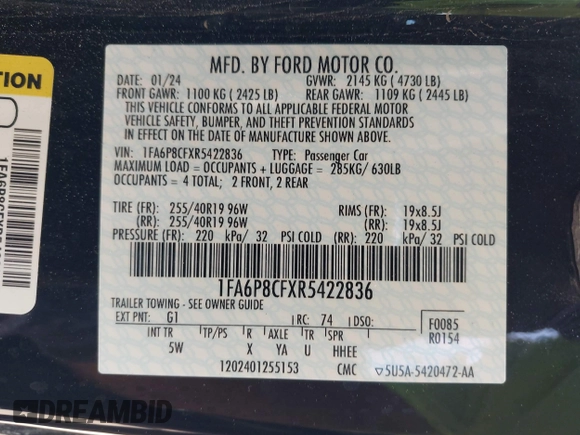 MFD. BY FORD MOTOR CO.
DATE: 01/24 GVWR: 2145 KG ( 4730 LB)
FRONT GAWR: 1100 KG ( 2425 LB) REAR GAWR: 1109 KG ( 2445 LB)
THIS VEHICLE CONFORMS TO ALL APPLICABLE FEDERAL MOTOR
VEHICLE SAFETY, BUMPER, AND THEFT PREVENTION STANDARDS
IN EFFECT ON THE DATE OF MANUFACTURE SHOWN ABOVE.
VIN: 1FA6P8CFXR5422836 TYPE: Passenger Car
MAXIMUM LOAD = OCCUPANTS + LUGGAGE = 285KG/ 630LB
OCCUPANTS = 4 TOTAL; 2 FRONT, 2 REAR
TIRE (FR): 255/40R19 96W RIMS (FR): 19x8.5J
(RR): 255/40R19 96W (RR): 19x8.5J
PRESSURE (FR): 220 kPa/ 32 PSI COLD (RR): 220 kPa/ 32 PSI COLD
1FA6P8CFXR5422836
TRAILER TOWING - SEE OWNER GUIDE
EXT PNT: G1 RC: 74 DSO: F0085
R0154
INT TR TP/PS R AXLE TR SPR
5W X YA U HHEE
1202401255153 CMC ▽5U5A-5420472-AA
TION
DREAMBID